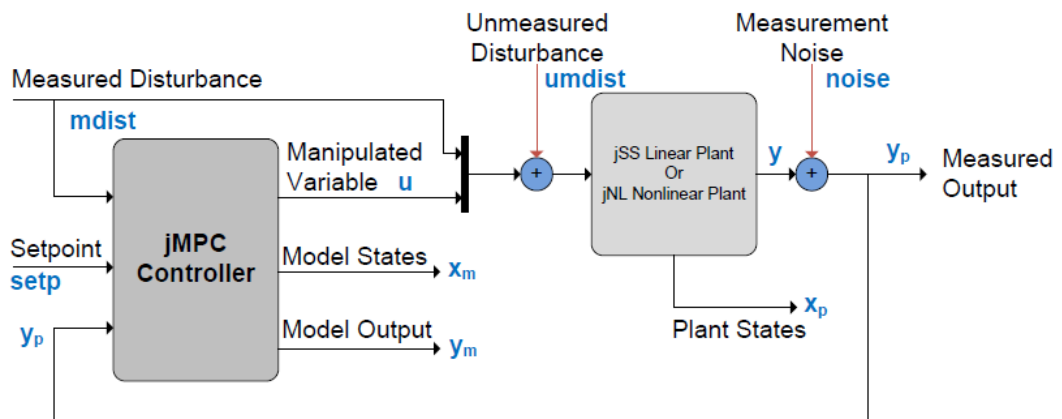 Unmeasured
Disturbance
umdist
Measurement
Noise
noise
Measured Disturbance
mdist
Manipulated
Variable u
jSS Linear Plant
Or
jNL Nonlinear Plant
y
+
+
yₚ
Measured
Output
Setpoint
setp
jMPC
Controller
Model States
xₘ
xₚ
Plant States
yₚ
Model Output
yₘ